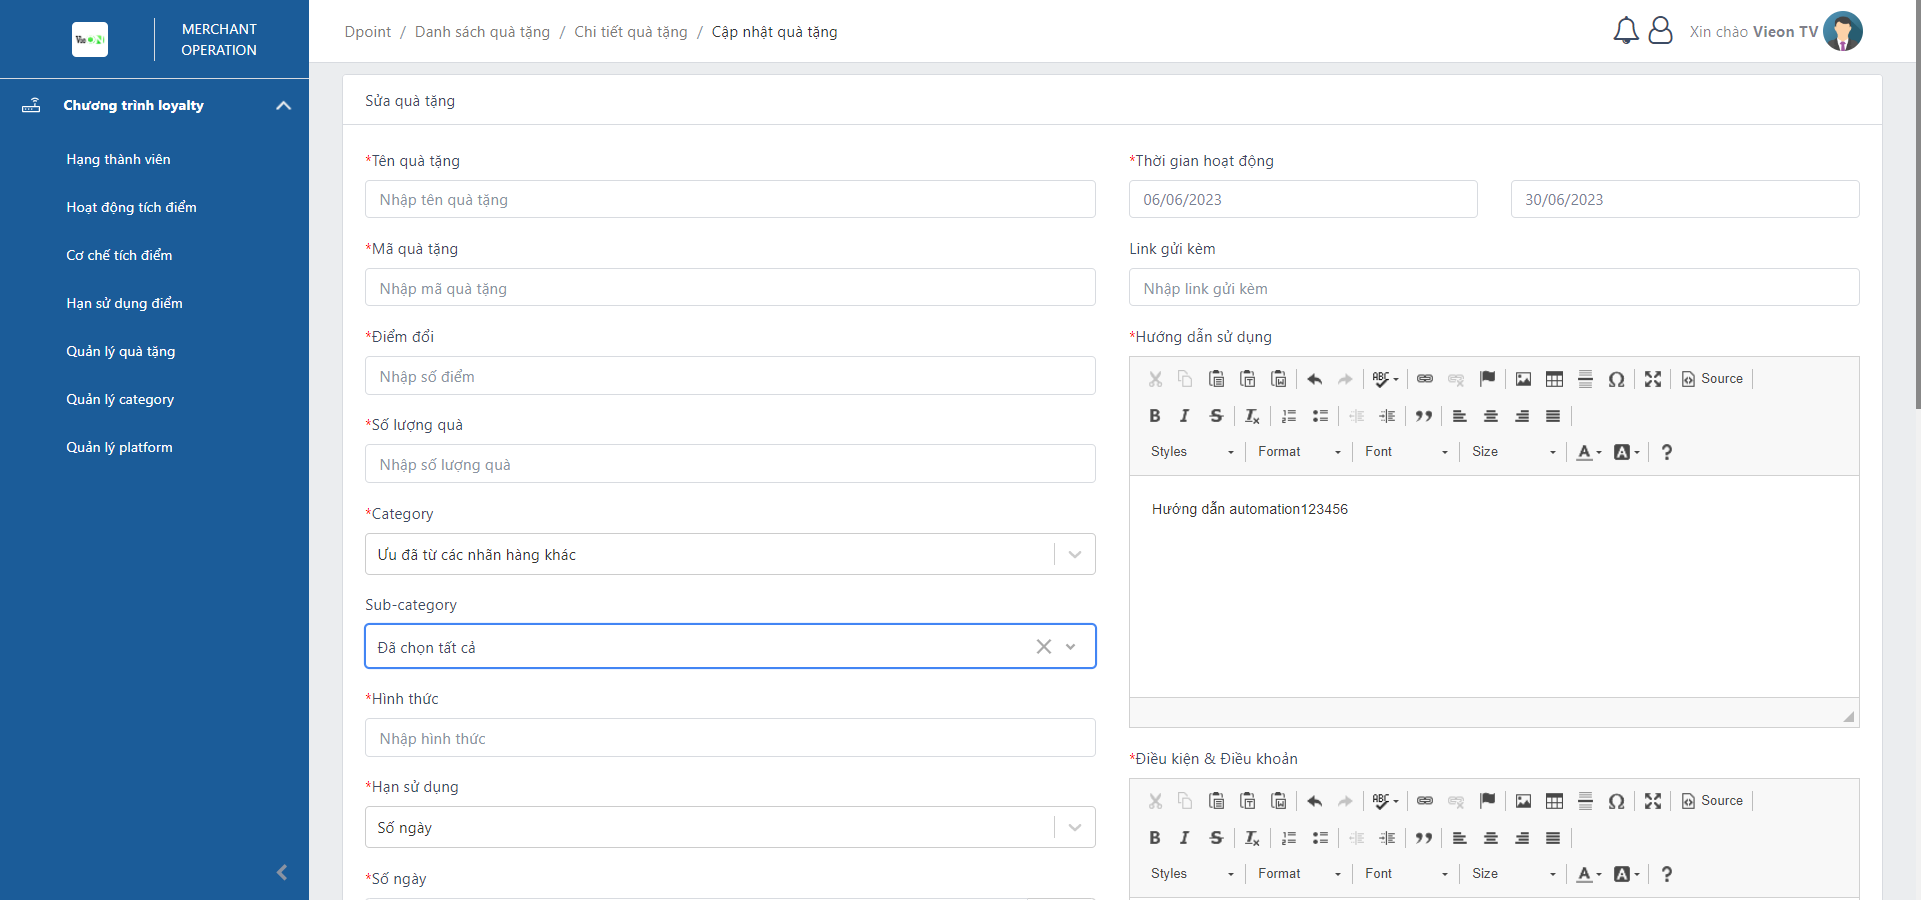 MERCHANT
OPERATION
Chương trình loyalty
Hạng thành viên
Hoạt động tích điểm
Cơ chế tích điểm
Hạn sử dụng điểm
Quản lý quà tặng
Quản lý category
Quản lý platform
Dpoint / Danh sách quà tặng / Chi tiết quà tặng / Cập nhật quà tặng
Xin chào Vieon TV
Sửa quà tặng
*Tên quà tặng
Nhập tên quà tặng
*Mã quà tặng
Nhập mã quà tặng
*Điểm đổi
Nhập số điểm
*Số lượng quà
Nhập số lượng quà
*Category
Ưu đã từ các nhãn hàng khác
Sub-category
Đã chọn tất cả
*Hình thức
Nhập hình thức
*Hạn sử dụng
Số ngày
*Số ngày
*Thời gian hoạt động
06/06/2023 30/06/2023
Link gửi kèm
Nhập link gửi kèm
*Hướng dẫn sử dụng
Source
Styles Format Font Size
Hướng dẫn automation123456
*Điều kiện & Điều khoản
Source
Styles Format Font Size